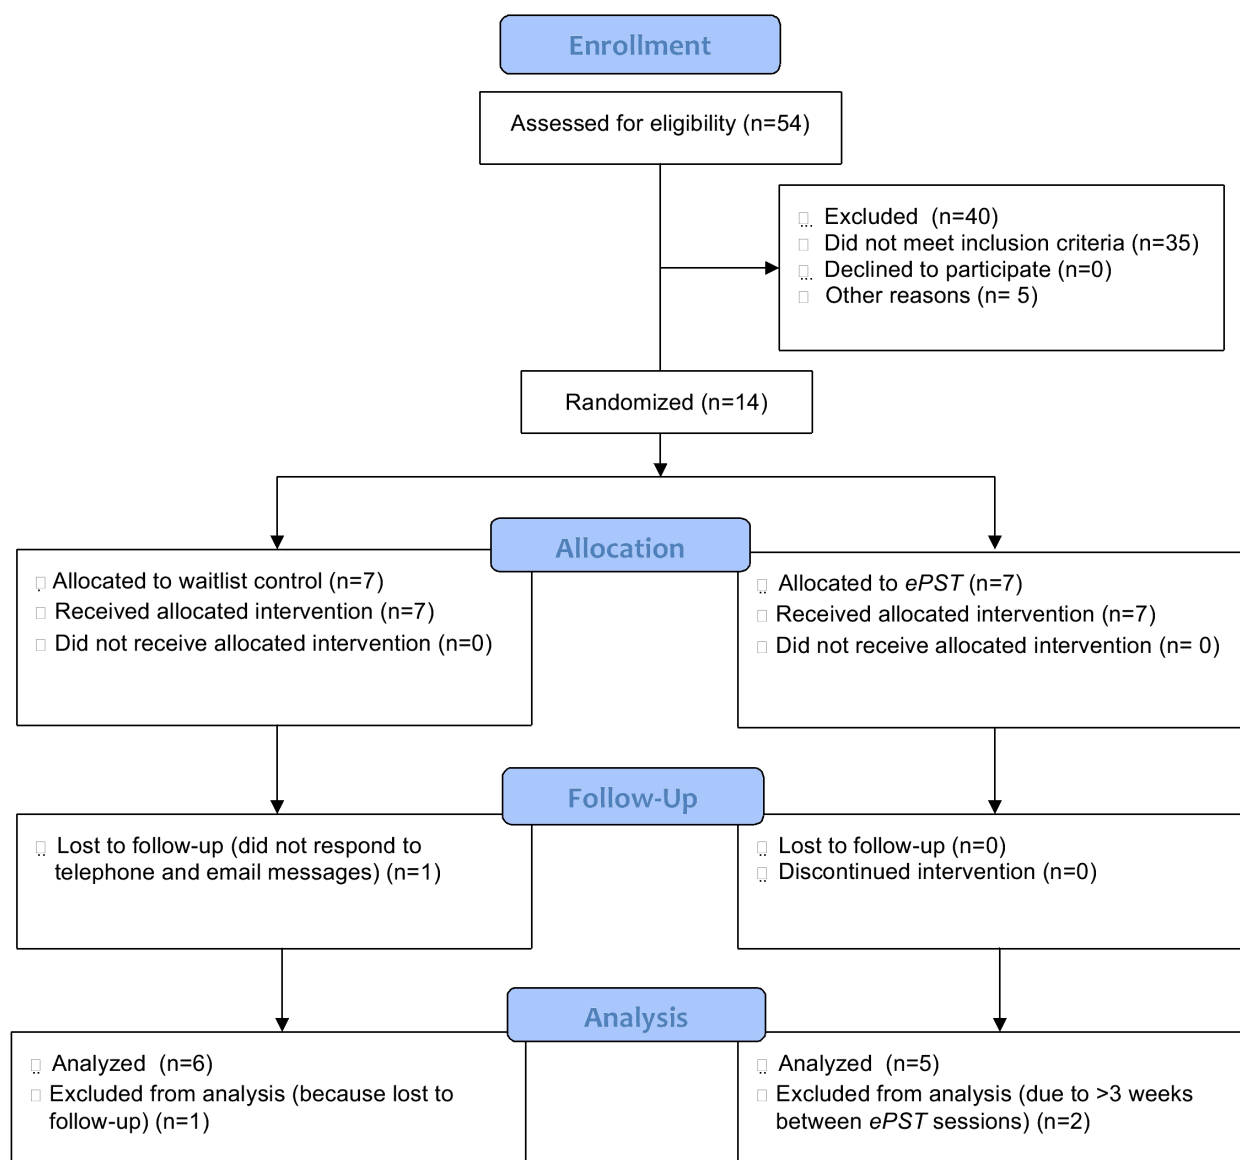 Enrollment
Assessed for eligibility (n=54)
Excluded  (n=40)
Did not meet inclusion criteria (n=35)
Declined to participate (n=0)
Other reasons (n= 5)
Randomized (n=14)
Allocation
Allocated to waitlist control (n=7)
Received allocated intervention (n=7)
Did not receive allocated intervention (n=0)
Allocated to ePST (n=7)
Received allocated intervention (n=7)
Did not receive allocated intervention (n= 0)
Follow-Up
Lost to follow-up (did not respond to
telephone and email messages) (n=1)
Lost to follow-up (n=0)
Discontinued intervention (n=0)
Analysis
Analyzed  (n=6)
Excluded from analysis (because lost to
follow-up) (n=1)
Analyzed  (n=5)
Excluded from analysis (due to >3 weeks
between ePST sessions) (n=2)